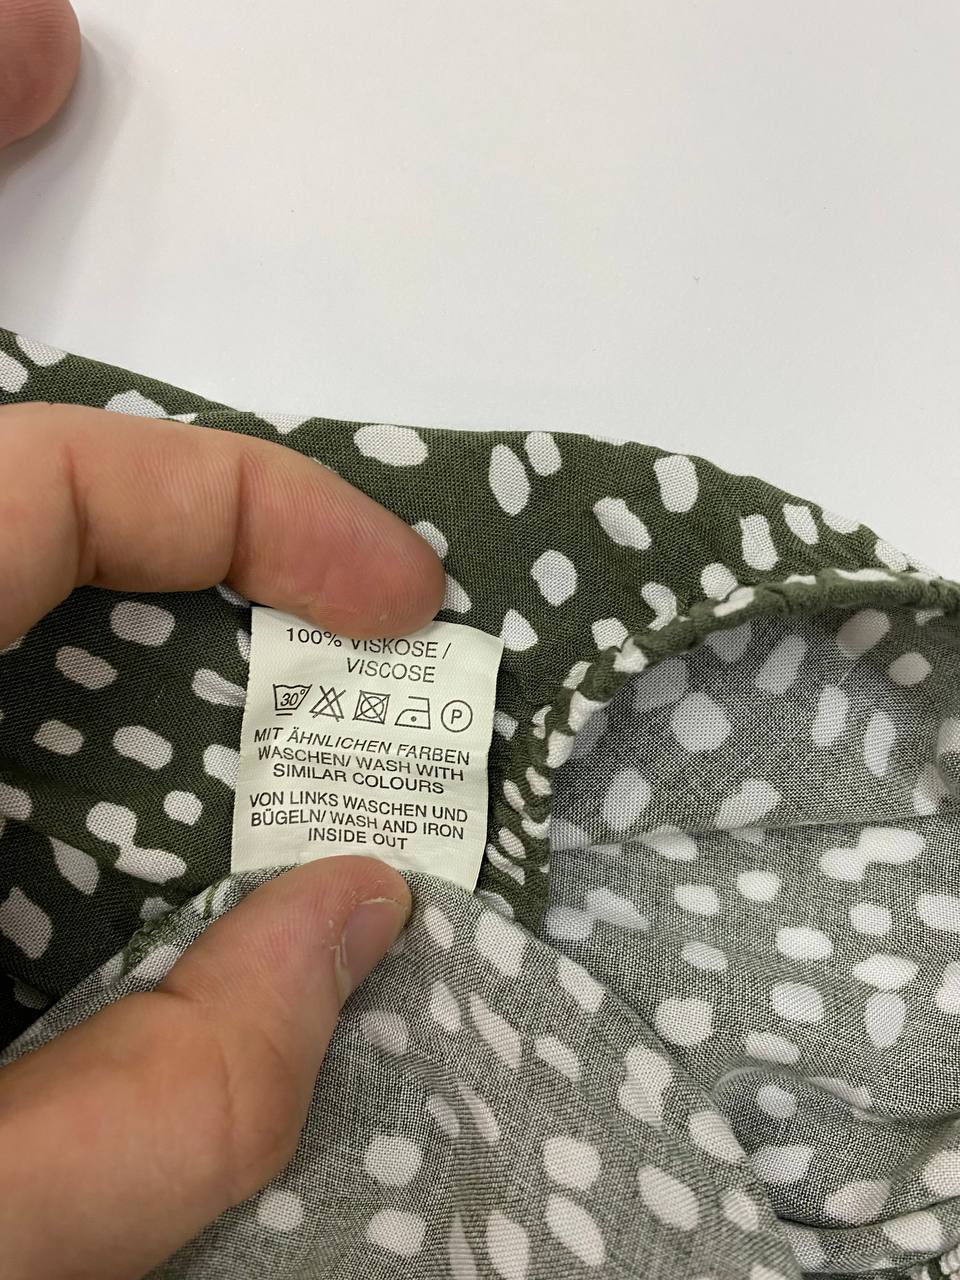 100% VISKOSE /
VISCOSE
30°
P
MIT ÄHNLICHEN FARBEN
WASCHEN/ WASH WITH
SIMILAR COLOURS
VON LINKS WASCHEN UND
BÜGELN/ WASH AND IRON
INSIDE OUT